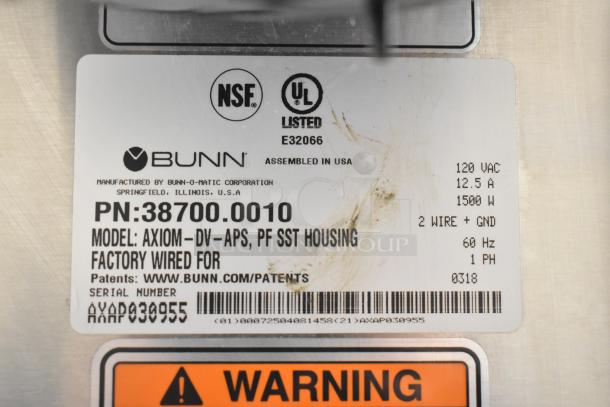 NSF®
UL
LISTED
E32066
BUNN® ASSEMBLED IN USA
MANUFACTURED BY BUNN-O-MATIC CORPORATION
SPRINGFIELD, ILLINOIS, U.S.A
PN:38700.0010
MODEL: AXIOM-DV-APS, PF SST HOUSING
FACTORY WIRED FOR
Patents: WWW.BUNN.COM/PATENTS
SERIAL NUMBER
AXAP030955
(01)00072504081458(21)AXAP030955
120 VAC
12.5 A
1500 W
2 WIRE + GND
60 Hz
1 PH
0318
WARNING